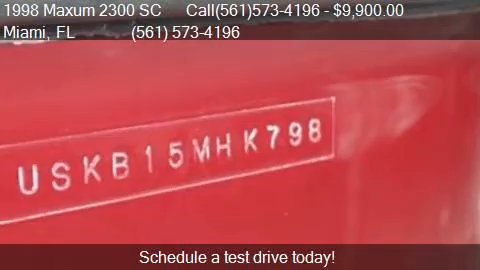 1998 Maxum 2300 SC Call(561)573-4196 - $9,900.00
Miami, FL (561) 573-4196
USKB15MHK798
Schedule a test drive today!